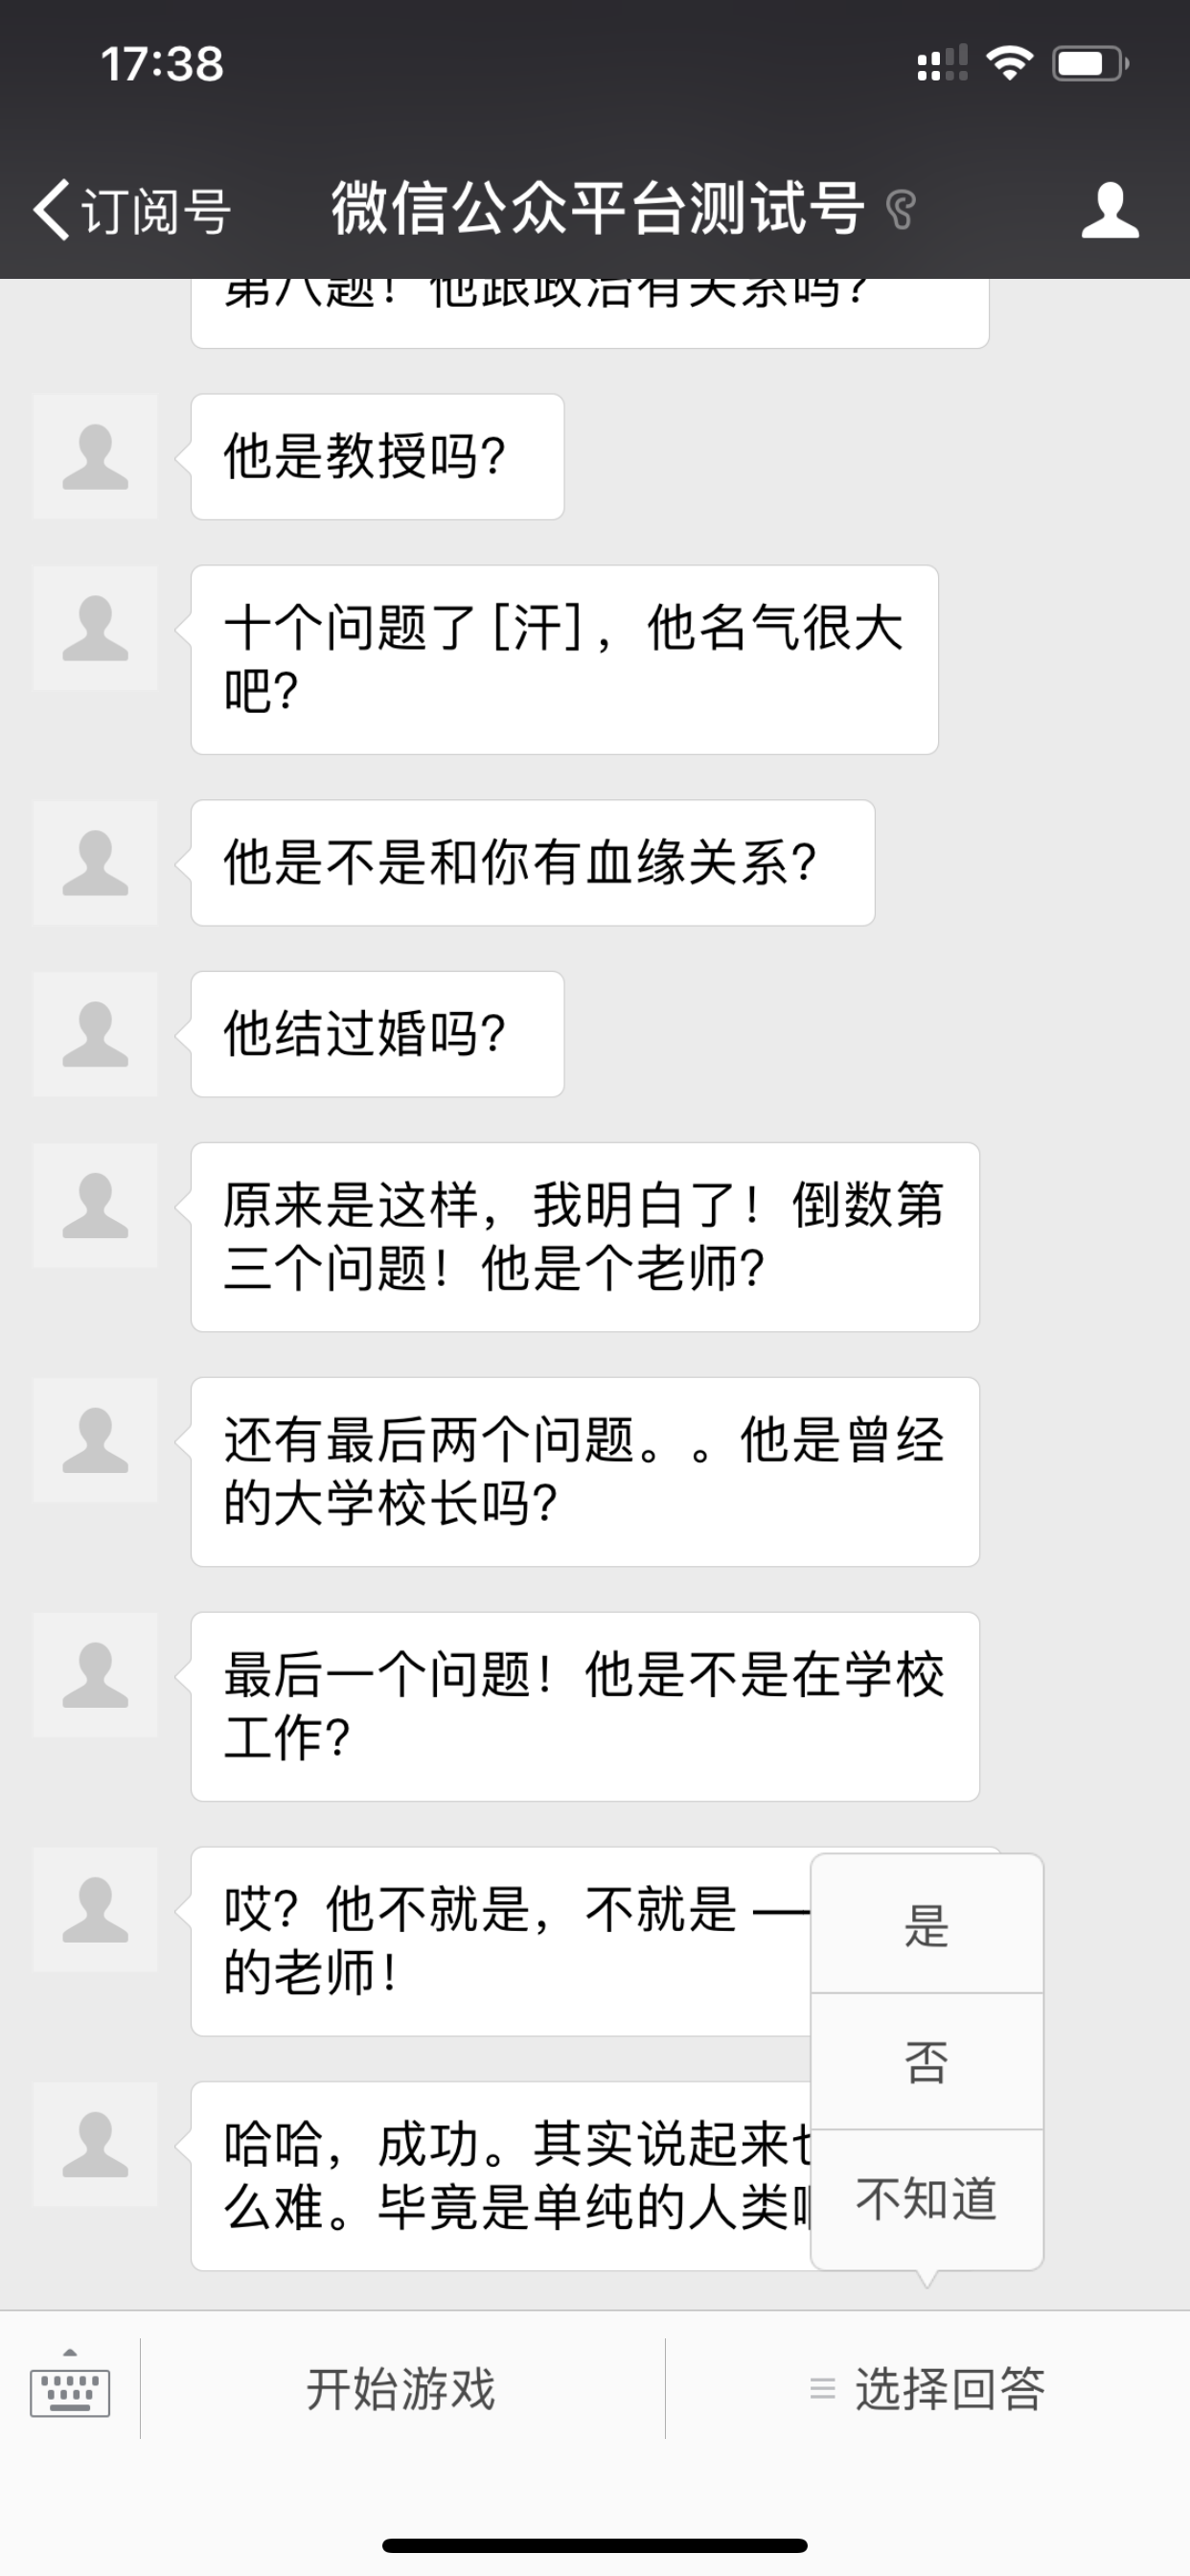 17:38
订阅号
微信公众平台测试号
第八题！他跟政治有关系吗？
他是教授吗？
十个问题了[汗]，他名气很大
吧？
他是不是和你有血缘关系？
他结过婚吗？
原来是这样，我明白了！倒数第
三个问题！他是个老师？
还有最后两个问题。。他是曾经
的大学校长吗？
最后一个问题！他是不是在学校
工作？
哎？他不就是，不就是 —
的老师！
哈哈，成功。其实说起来
么难。毕竟是单纯的人类
是
否
不知道
开始游戏
选择回答